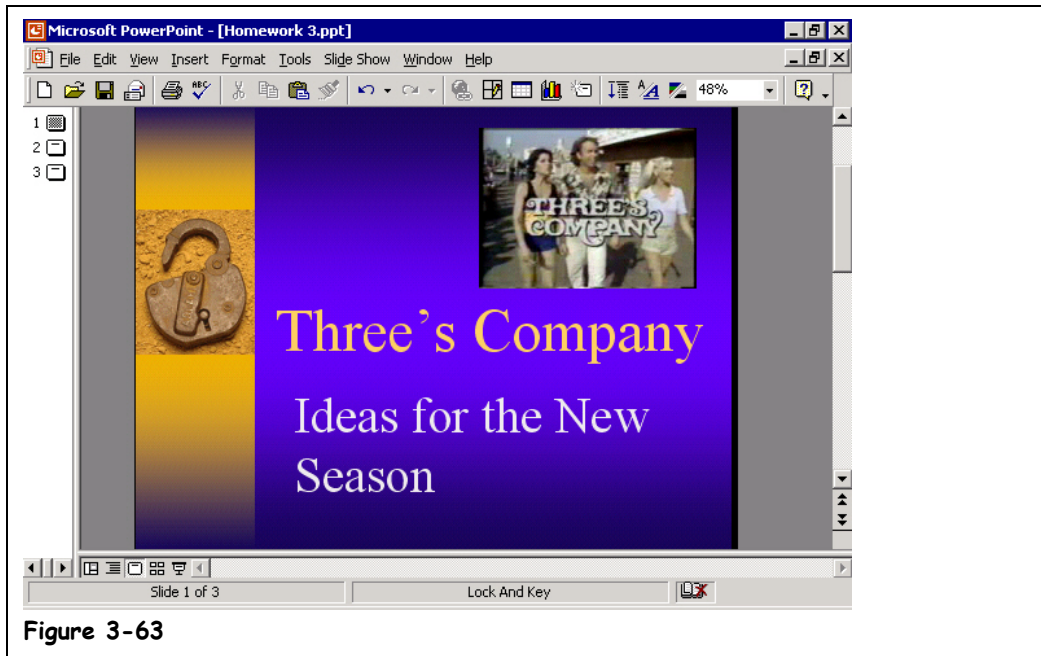 Microsoft PowerPoint - [Homework 3.ppt]
File Edit View Insert Format Tools Slide Show Window Help
ABC
A
A
48%
?
1
2
3
THREE'S
COMPANY
Three's Company
Ideas for the New
Season
Slide 1 of 3
Lock And Key
Figure 3-63